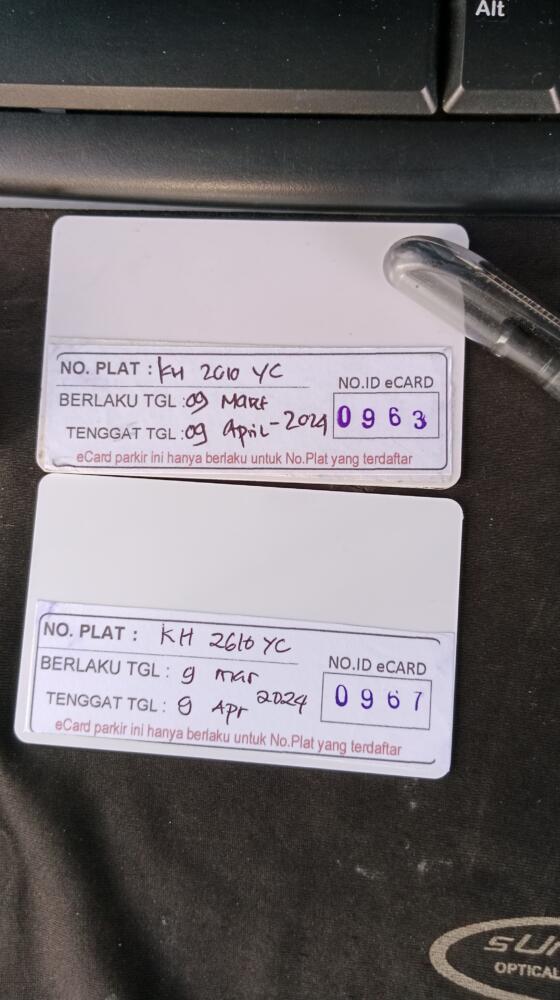 Alt
NO. PLAT : KH 2610 YC
NO.ID eCARD
BERLAKU TGL : 09 Mart
0963
TENGGAT TGL : 09 April - 2024
eCard parkir ini hanya berlaku untuk No.Plat yang terdaftar
NO. PLAT : KH 2610 YC
NO.ID eCARD
BERLAKU TGL : 9 mar
0967
TENGGAT TGL : 9 Apr 2024
eCard parkir ini hanya berlaku untuk No.Plat yang terdaftar
OPTICAL